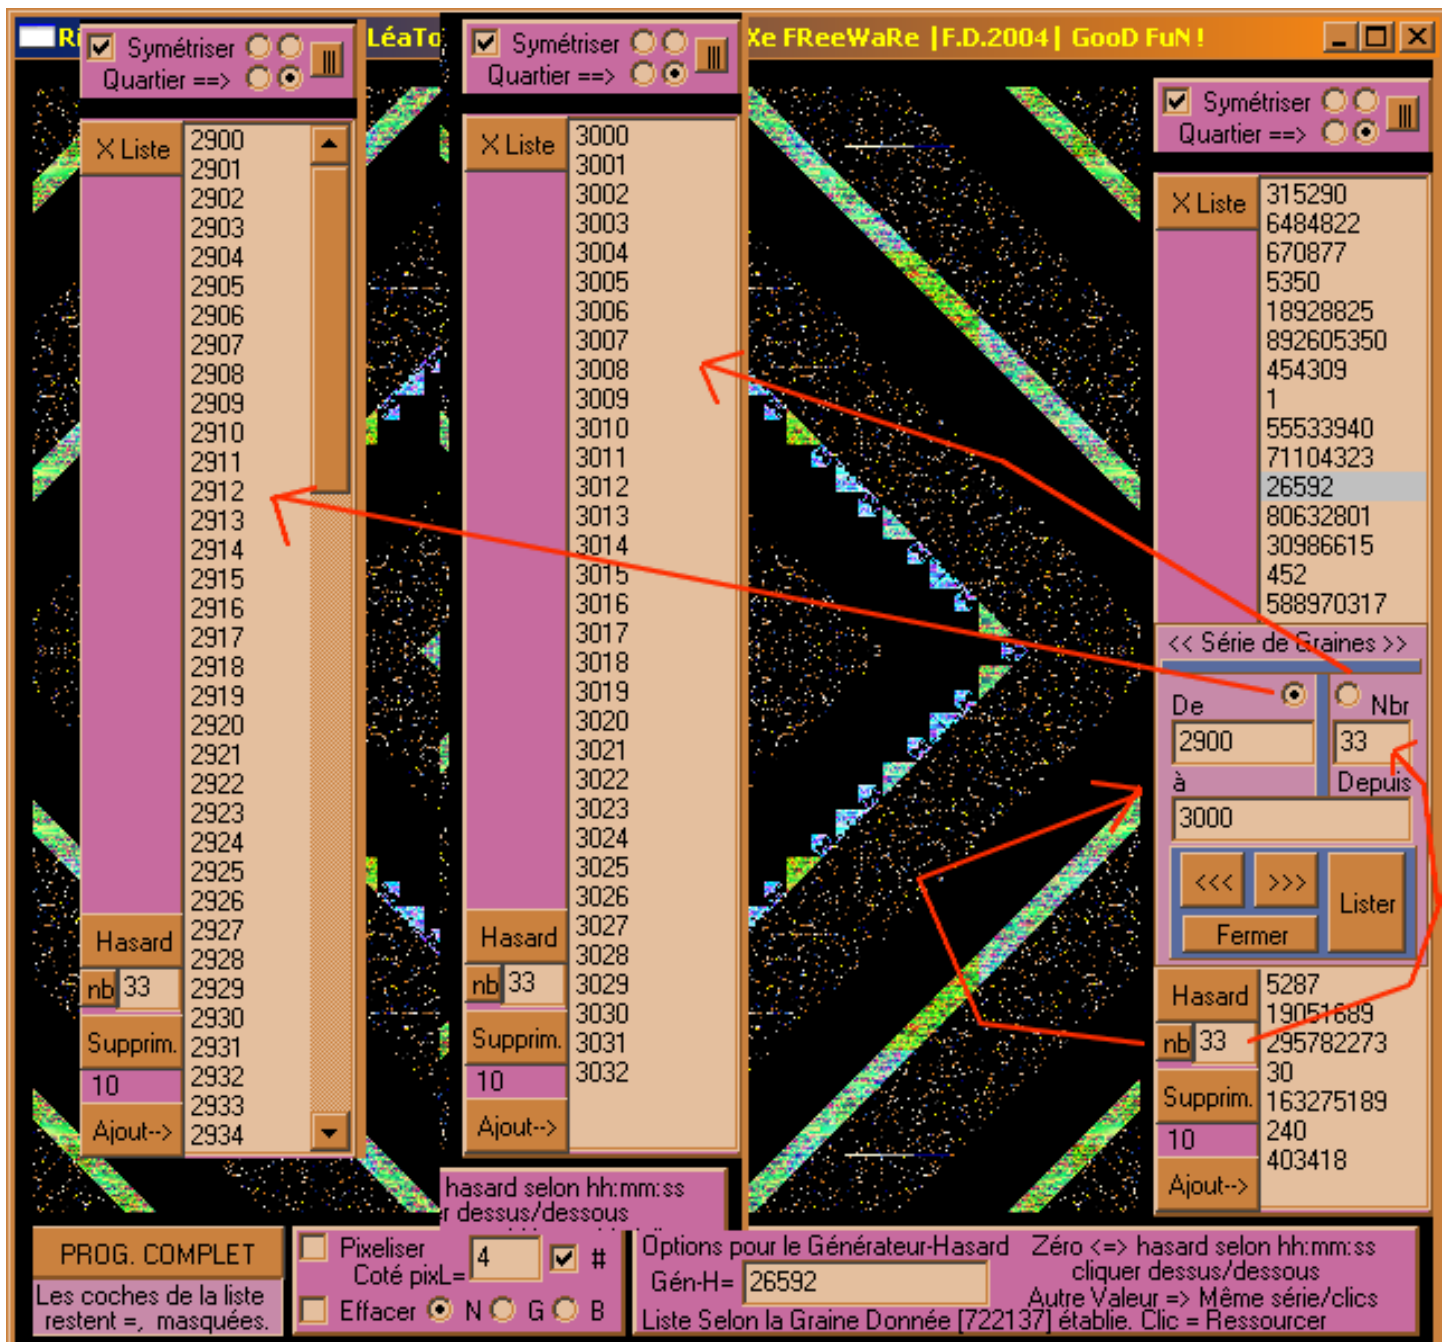 LéaTo
Xe FReeWaRe |F.D.2004| GooD FuN !
Symétriser
Quartier ==>
X Liste
2900
2901
2902
2903
2904
2905
2906
2907
2908
2909
2910
2911
2912
2913
2914
2915
2916
2917
2918
2919
2920
2921
2922
2923
2924
2925
2926
2927
2928
2929
2930
2931
2932
2933
2934
Hasard
nb 33
Supprim.
10
Ajout-->
Symétriser
Quartier ==>
X Liste
3000
3001
3002
3003
3004
3005
3006
3007
3008
3009
3010
3011
3012
3013
3014
3015
3016
3017
3018
3019
3020
3021
3022
3023
3024
3025
3026
3027
3028
3029
3030
3031
3032
Hasard
nb 33
Supprim.
10
Ajout-->
Symétriser
Quartier ==>
X Liste
315290
6484822
670877
5350
18928825
892605350
454309
1
55533940
71104323
26592
80632801
30986615
452
588970317
<< Série de Graines >>
De
Nbr
2900
33
à
Depuis
3000
<<<
>>>
Lister
Fermer
Hasard
nb 33
Supprim.
10
Ajout-->
5287
19051689
295782273
30
163275189
240
403418
hasard selon hh:mm:ss
r dessus/dessous
PROG. COMPLET
Les coches de la liste
restent =, masquées.
Pixeliser
Coté pixL= 4 #
Effacer N G B
Options pour le Générateur-Hasard
Gén-H= 26592
Zéro <=> hasard selon hh:mm:ss
cliquer dessus/dessous
Autre Valeur => Même série/clics
Liste Selon la Graine Donnée [722137] établie. Clic = Ressourcer